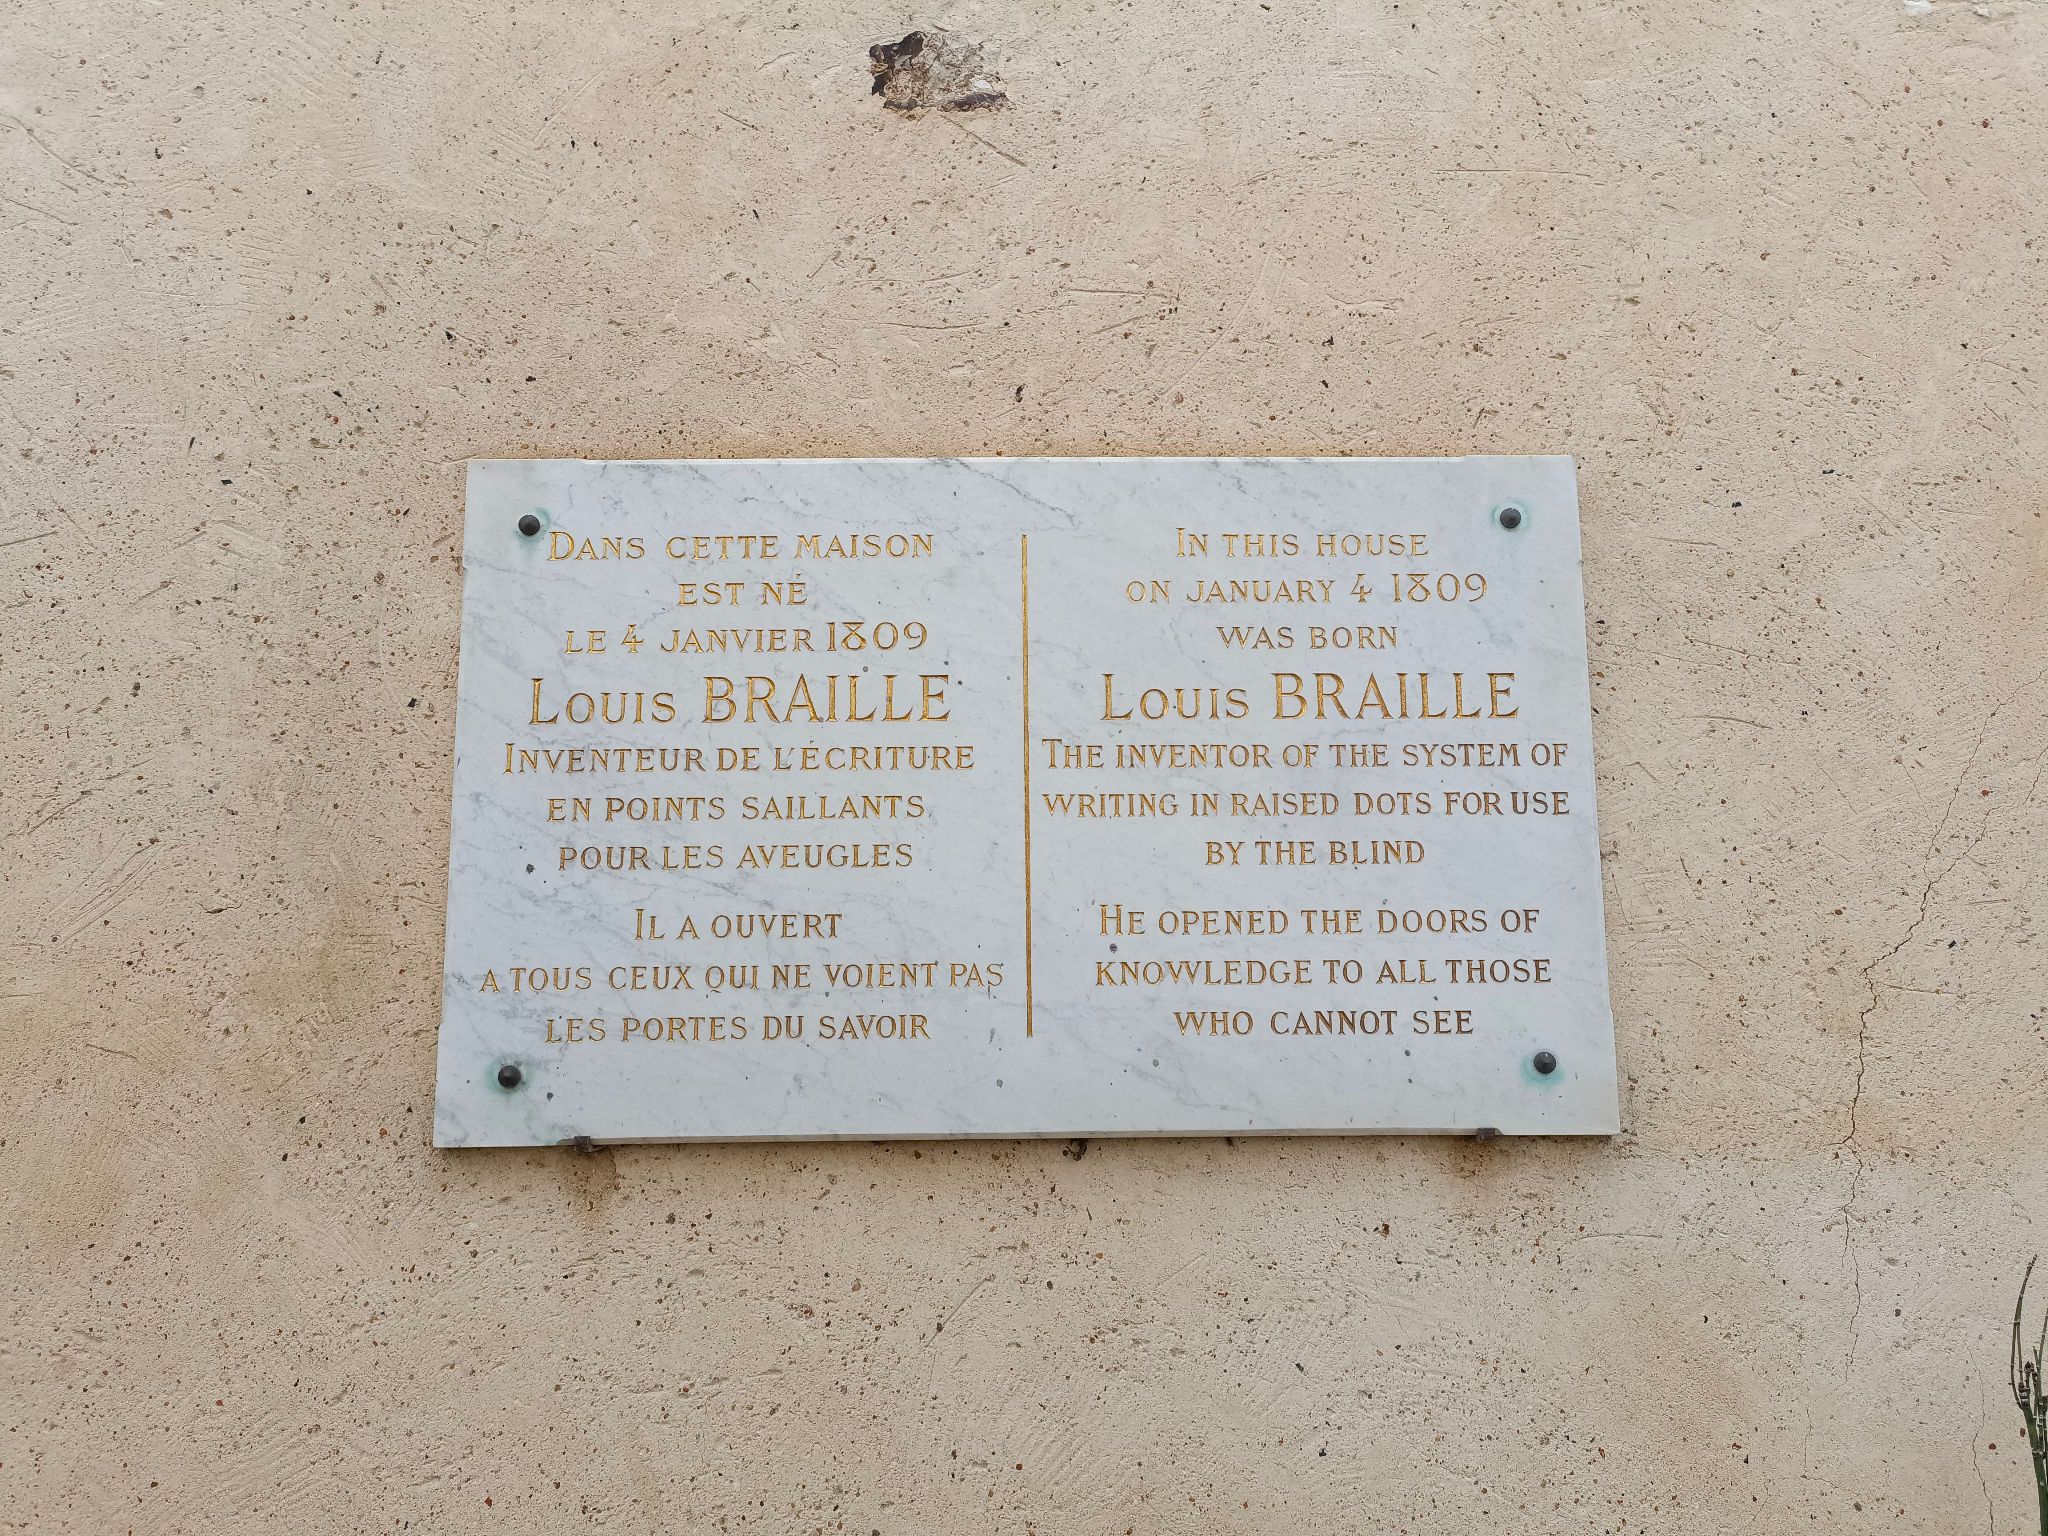 DANS CETTE MAISON
EST NÉ
LE 4 JANVIER 1809
LOUIS BRAILLE
INVENTEUR DE L'ÉCRITURE
EN POINTS SAILLANTS
POUR LES AVEUGLES
IL A OUVERT
A TOUS CEUX QUI NE VOIENT PAS
LES PORTES DU SAVOIR
IN THIS HOUSE
ON JANUARY 4 1809
WAS BORN
LOUIS BRAILLE
THE INVENTOR OF THE SYSTEM OF
WRITING IN RAISED DOTS FOR USE
BY THE BLIND
HE OPENED THE DOORS OF
KNOWLEDGE TO ALL THOSE
WHO CANNOT SEE